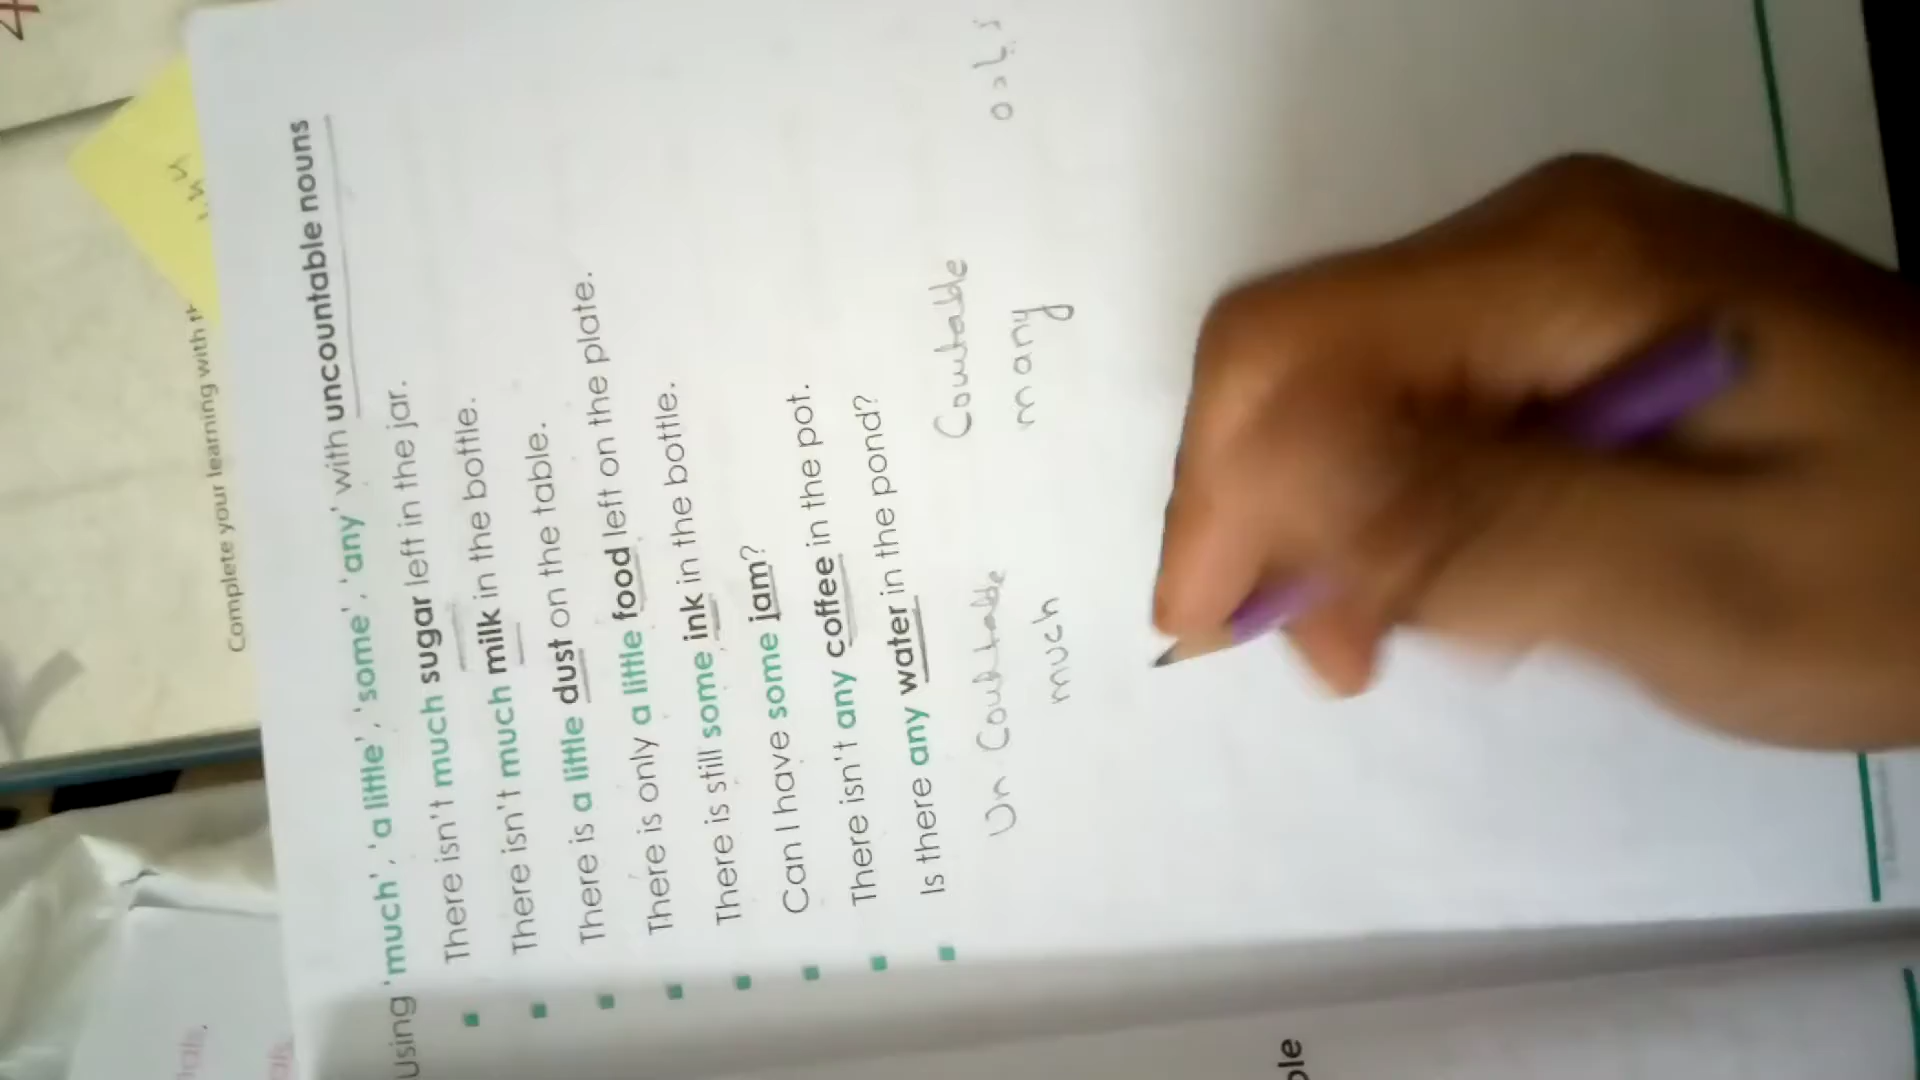 Complete your learning with
Using 'much', 'a little', 'some', 'any' with uncountable nouns
▪ There isn't much sugar left in the jar.
▪ There isn't much milk in the bottle.
▪ There is a little dust on the table.
▪ There is only a little food left on the plate.
▪ There is still some ink in the bottle.
▪ Can I have some jam?
▪ There isn't any coffee in the pot.
▪ Is there any water in the pond?
Un Countable Countable
much many